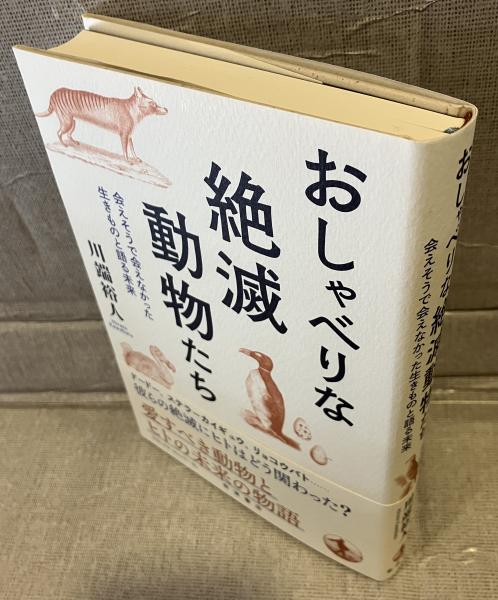 おしゃべりな
絶滅
動物たち
会えそうで会えなかった
生きものと語る未来
川端裕人
ドードー ステラーカイギュウ リョコウバト……
彼らの絶滅にヒトはどう関わった?
愛すべき動物と
ヒトの未来の物語
おしゃべりな絶滅動物たち
会えそうで会えなかった生きものと語る未来